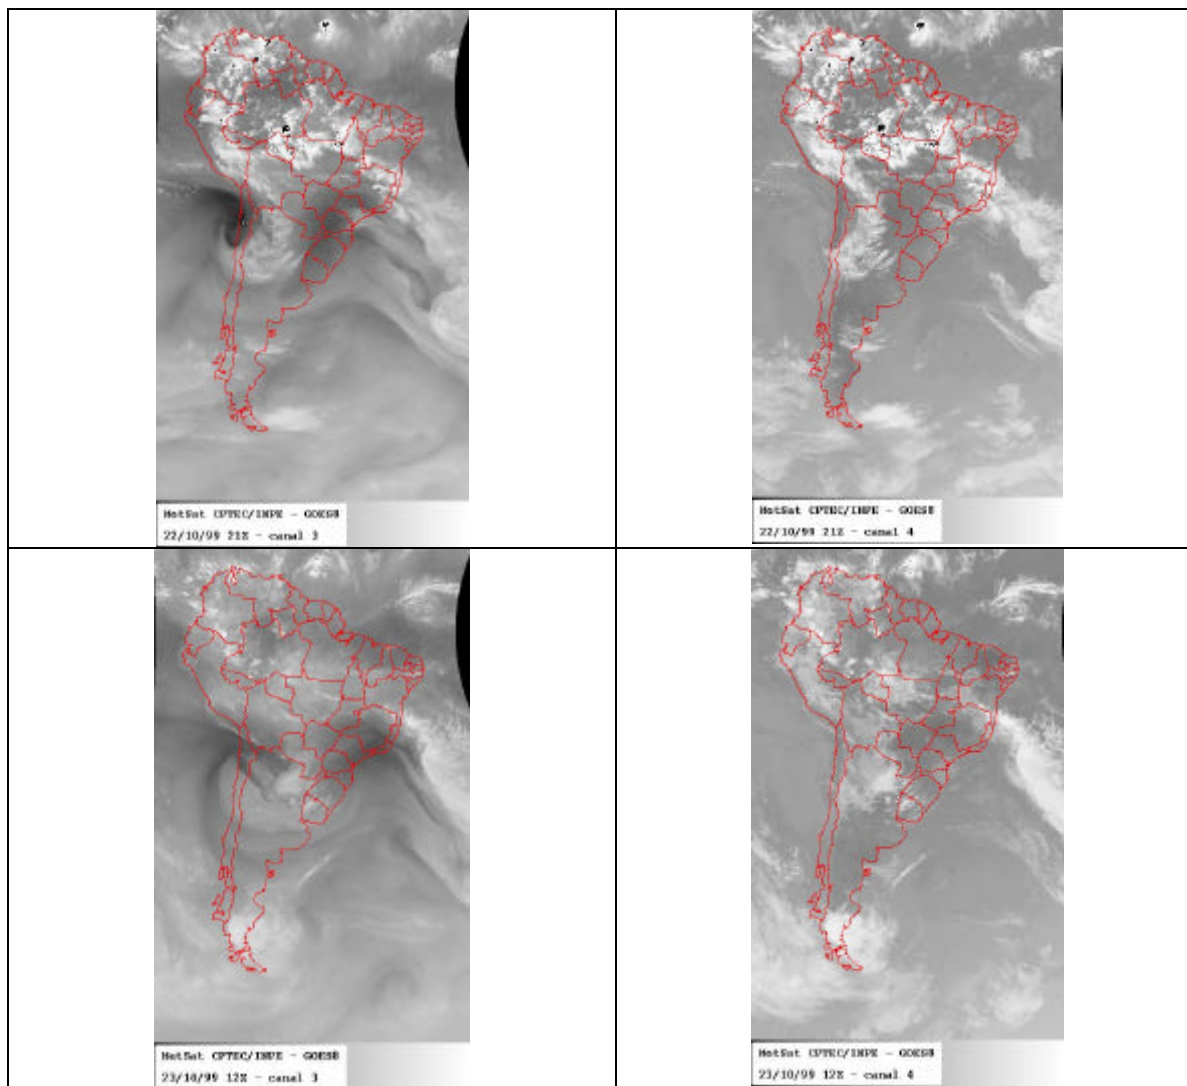 MetSat CPTEC/INPE - GOES8
22/10/99 21Z - canal 3
MetSat CPTEC/INPE - GOES8
22/10/99 21Z - canal 4
MetSat CPTEC/INPE - GOES8
23/10/99 12Z - canal 3
MetSat CPTEC/INPE - GOES8
23/10/99 12Z - canal 4